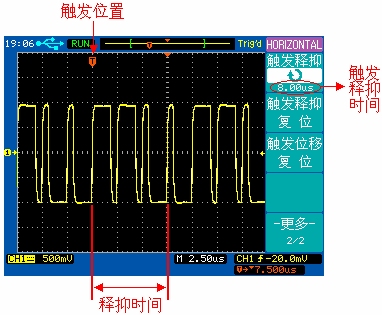 触发位置
19:06
RUN
Trig'd
HORIZONTAL
T
T
触发释抑
8.00us
触发释抑
复 位
触发位移
复 位
-更多-
2/2
触发
释抑
时间
1
CH1
500mV
M 2.50us
CH1
-20.0mV
7.500us
释抑时间